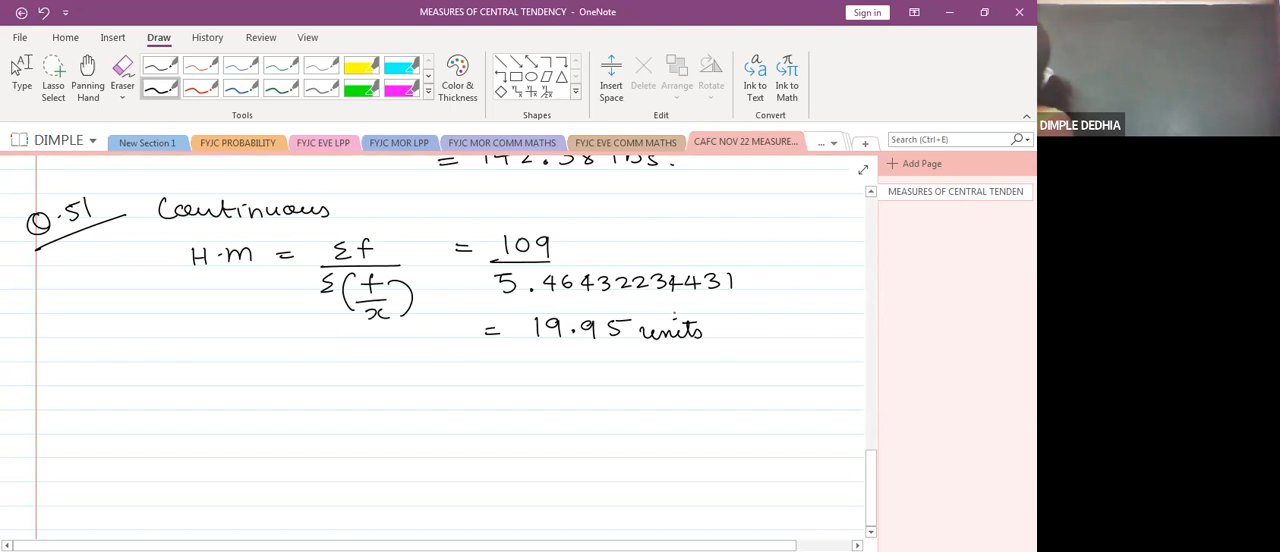 MEASURES OF CENTRAL TENDENCY - OneNote
Sign in
File Home Insert Draw History Review View
Type
Lasso Select
Panning Hand
Eraser
Color & Thickness
Insert Space
Delete
Arrange
Rotate
Ink to Text
Ink to Math
Tools
Shapes
Edit
Convert
DIMPLE DEDHIA
DIMPLE
New Section 1
FYJC PROBABILITY
FYJC EVE LPP
FYJC MOR LPP
FYJC MOR COMM MATHS
FYJC EVE COMM MATHS
CAFC NOV 22 MEASURE...
Search (Ctrl+E)
Add Page
MEASURES OF CENTRAL TENDEN
Q.51 Continuous
H.M = Σf / Σ(f/x) = 109 / 5.46432234431
= 19.95 units